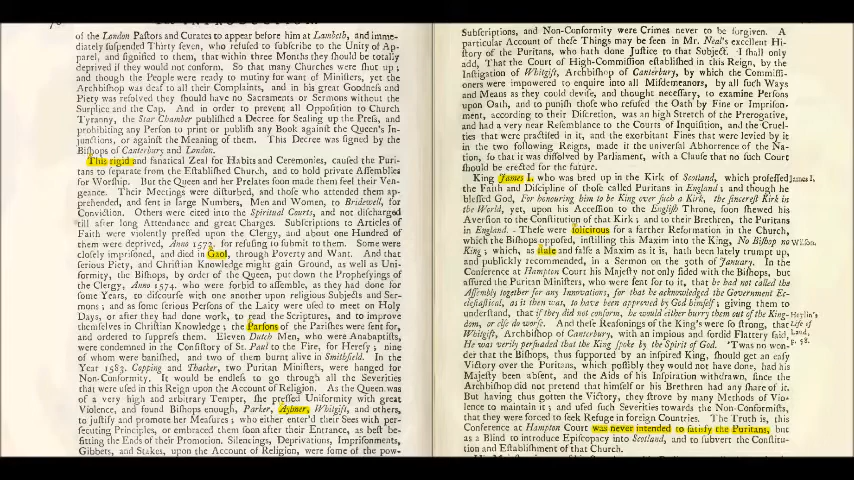 of the London Pastors and Curates to appear before him at Lambeth, and imme-
diately suspended Thirty seven, who refused to subscribe to the Unity of Ap-
parel, and signified to them, that within three Months they should be totally
deprived if they would not conform. So that many Churches were shut up;
and though the People were ready to mutiny for want of Ministers, yet the
Archbishop was deaf to all their Complaints, and in his great Goodness and
Piety was resolved they should have no Sacraments or Sermons without the
Surplice and the Cap. And in order to prevent all Opposition to Church
Tyranny, the Star Chamber published a Decree for Sealing up the Press, and
prohibiting any Person to print or publish any Book against the Queen's In-
junctions, or against the Meaning of them. This Decree was signed by the
Bishops of Canterbury and London.
This rigid and fanatical Zeal for Habits and Ceremonies, caused the Puri-
tans to separate from the Established Church, and to hold private Assemblies
for Worship. But the Queen and her Prelates soon made them feel their Ven-
geance. Their Meetings were disturbed, and those who attended them ap-
prehended, and sent in large Numbers, Men and Women, to Bridewell, for
Conviction. Others were cited into the Spiritual Courts, and not discharged
till after long Attendance and great Charges. Subscriptions to Articles of
Faith were violently pressed upon the Clergy, and about one Hundred of
them were deprived, Anno 1572. for refusing to submit to them. Some were
closely imprisoned, and died in Gaol, through Poverty and Want. And that
serious Piety, and Christian Knowledge might gain Ground, as well as Uni-
formity, the Bishops, by order of the Queen, put down the Prophesyings of
the Clergy, Anno 1574. who were forbid to assemble, as they had done for
some Years, to discourse with one another upon religious Subjects and Ser-
mons; and as some serious Persons of the Laity were used to meet on Holy
Days, or after they had done work, to read the Scriptures, and to improve
themselves in Christian Knowledge; the Parsons of the Parishes were sent for,
and ordered to suppress them. Eleven Dutch Men, who were Anabaptists,
were condemned in the Consistory of St. Paul to the Fire, for Heresy; nine
of whom were banished, and two of them burnt alive in Smithfield. In the
Year 1583. Copping and Thacker, two Puritan Ministers, were hanged for
Non-Conformity. It would be endless to go through all the Severities
that were used in this Reign upon the Account of Religion. As the Queen was
of a very high and arbitrary Temper, she pressed Uniformity with great
Violence, and found Bishops enough, Parker, Aylmer, Whitgift, and others,
to justify and promote her Measures; who either enter'd their Sees with per-
secuting Principles, or embraced them soon after their Entrance, as best be-
fitting the Ends of their Promotion. Silencings, Deprivations, Imprisonments,
Gibbets, and Stakes, upon the Account of Religion, were some of the pow-
Subscriptions, and Non-Conformity were Crimes never to be forgiven. A
particular Account of these Things may be seen in Mr. Neal's excellent Hi-
story of the Puritans, who hath done Justice to that Subject. I shall only
add, That the Court of High-Commission established in this Reign, by the
Instigation of Whitgift, Archbishop of Canterbury, by which the Commissi-
oners were impowered to enquire into all Misdemeanors, by all such Ways
and Means as they could devise, and thought necessary, to examine Persons
upon Oath, and to punish those who refused the Oath by Fine or Imprison-
ment, according to their Discretion, was an high Stretch of the Prerogative,
and had a very near Resemblance to the Courts of Inquisition, and the Cruel-
ties that were practised in it, and the exorbitant Fines that were levied by it
in the two following Reigns, made it the universal Abhorrence of the Na-
tion, so that it was dissolved by Parliament, with a Clause that no such Court
should be erected for the future.
King James I. who was bred up in the Kirk of Scotland, which professed James I.
the Faith and Discipline of those called Puritans in England; and though he
blessed God, For honouring him to be King over such a Kirk, the sincerest Kirk in
the World, yet, upon his Accession to the English Throne, soon shewed his
Aversion to the Constitution of that Kirk; and to their Brethren, the Puritans
in England. These were solicitous for a farther Reformation in the Church,
which the Bishops opposed, instilling this Maxim into the King, No Bishop no Wilson.
King; which, as stale and false a Maxim as it is, hath been lately trump'd up,
and publickly recommended, in a Sermon on the 30th of January. In the
Conference at Hampton Court his Majesty not only sided with the Bishops, but
assured the Puritan Ministers, who were sent for to it, that he had not called the
Assembly together for any Innovations, for that he acknowledged the Government Ec-
clesiastical, as it then was, to have been approved by God himself; giving them to
understand, that if they did not conform, he would either hurry them out of the King- Heylin's
dom, or else do worse. And these Reasonings of the King's were so strong, that Life of
Whitgift, Archbishop of Canterbury, with an impious and sordid Flattery said, Laud,
He was verily persuaded that the King spoke by the Spirit of God. 'Twas no won- p. 58.
der that the Bishops, thus supported by an inspired King, should get an easy
Victory over the Puritans, which possibly they would not have done, had
his Majesty been absent, and the Aids of his Inspiration withdrawn, since the
Archbishop did not pretend that himself or his Brethren had any share of it.
But having thus gotten the Victory, they strove by many Methods of Vio-
lence to maintain it; and used such Severities towards the Non-Conformists,
that they were forced to seek Refuge in foreign Countries. The Truth is, this
Conference at Hampton Court was never intended to satisfy the Puritans, but
as a Blind to introduce Episcopacy into Scotland, and to subvert the Constitu-
tion and Establishment of that Church.